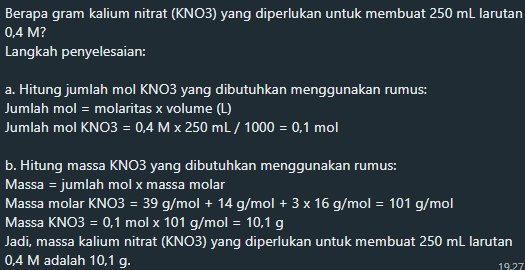 Berapa gram kalium nitrat (KNO3) yang diperlukan untuk membuat 250 mL larutan
0,4 M?
Langkah penyelesaian:
a. Hitung jumlah mol KNO3 yang dibutuhkan menggunakan rumus:
Jumlah mol = molaritas x volume (L)
Jumlah mol KNO3 = 0,4 M x 250 mL / 1000 = 0,1 mol
b. Hitung massa KNO3 yang dibutuhkan menggunakan rumus:
Massa = jumlah mol x massa molar
Massa molar KNO3 = 39 g/mol + 14 g/mol + 3 x 16 g/mol = 101 g/mol
Massa KNO3 = 0,1 mol x 101 g/mol = 10,1 g
Jadi, massa kalium nitrat (KNO3) yang diperlukan untuk membuat 250 mL larutan
0,4 M adalah 10,1 g.
19.27